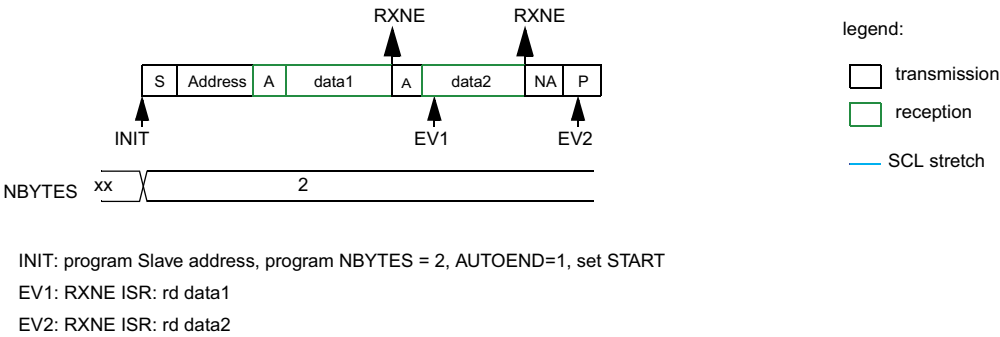 RXNE RXNE
legend:
S Address A data1 A data2 NA P
transmission
reception
INIT EV1 EV2
SCL stretch
NBYTES xx 2
INIT: program Slave address, program NBYTES = 2, AUTOEND=1, set START
EV1: RXNE ISR: rd data1
EV2: RXNE ISR: rd data2